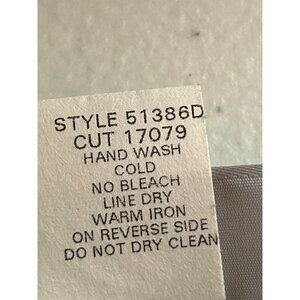 STYLE 51386D
CUT 17079
HAND WASH
COLD
NO BLEACH
LINE DRY
WARM IRON
ON REVERSE SIDE
DO NOT DRY CLEAN